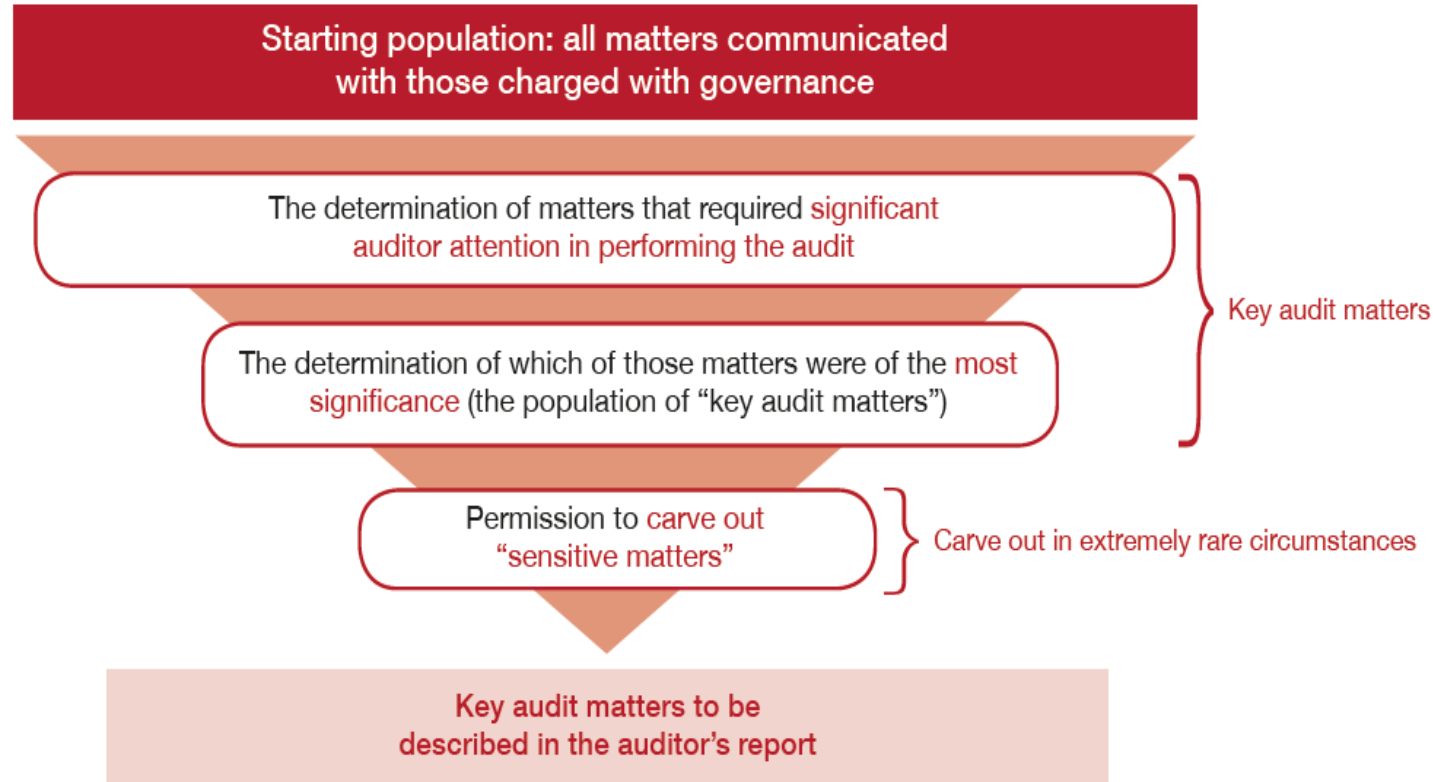 Starting population: all matters communicated
with those charged with governance
The determination of matters that required significant
auditor attention in performing the audit
Key audit matters
The determination of which of those matters were of the most
significance (the population of “key audit matters”)
Permission to carve out
“sensitive matters”
Carve out in extremely rare circumstances
Key audit matters to be
described in the auditor’s report